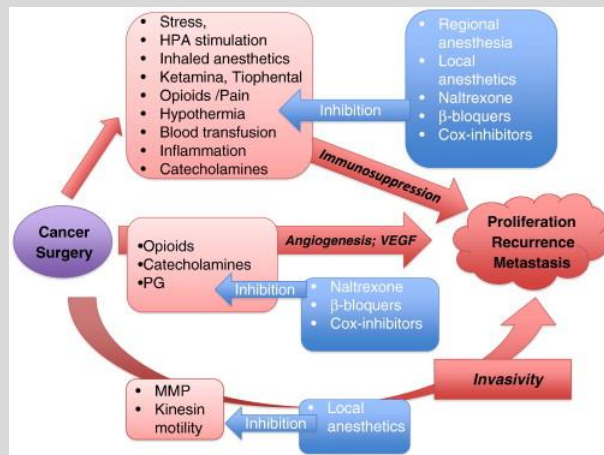 • Stress,
• HPA stimulation
• Inhaled anesthetics
• Ketamina, Tiophental
• Opioids /Pain
• Hypothermia
• Blood transfusion
• Inflammation
• Catecholamines
Inhibition
• Regional
anesthesia
• Local
anesthetics
• Naltrexone
• β-bloquers
• Cox-inhibitors
Immunosuppression
Cancer
Surgery
•Opioids
•Catecholamines
•PG
Angiogenesis; VEGF
Inhibition
• Naltrexone
• β-bloquers
• Cox-inhibitors
Proliferation
Recurrence
Metastasis
• MMP
• Kinesin
motility
Inhibition
• Local
anesthetics
Invasivity